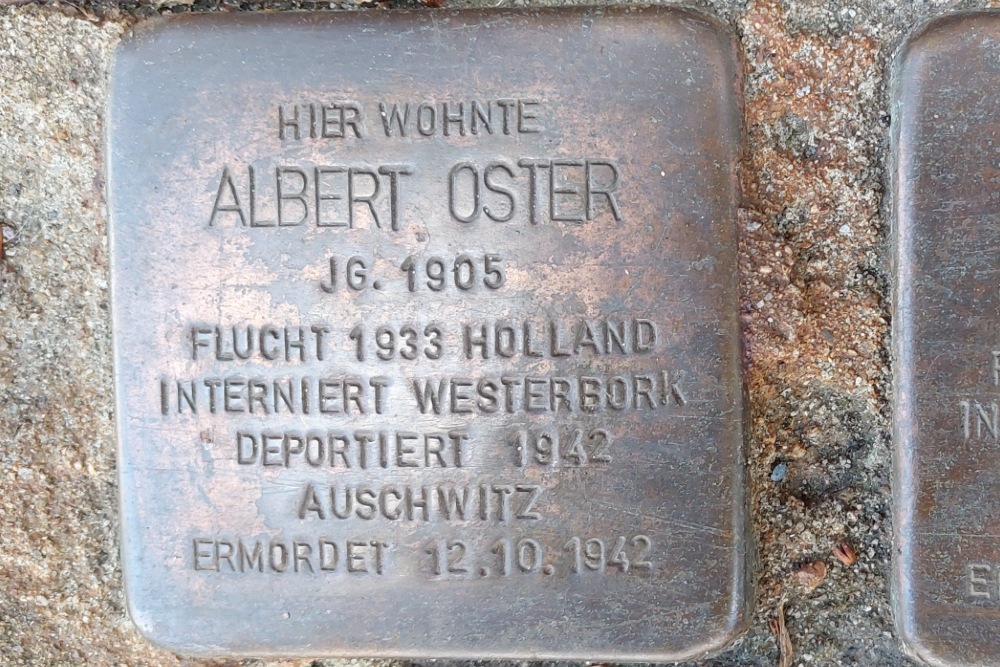 HIER WOHNTE
ALBERT OSTER
JG. 1905
FLUCHT 1933 HOLLAND
INTERNIERT WESTERBORK
DEPORTIERT 1942
AUSCHWITZ
ERMORDET 12.10.1942